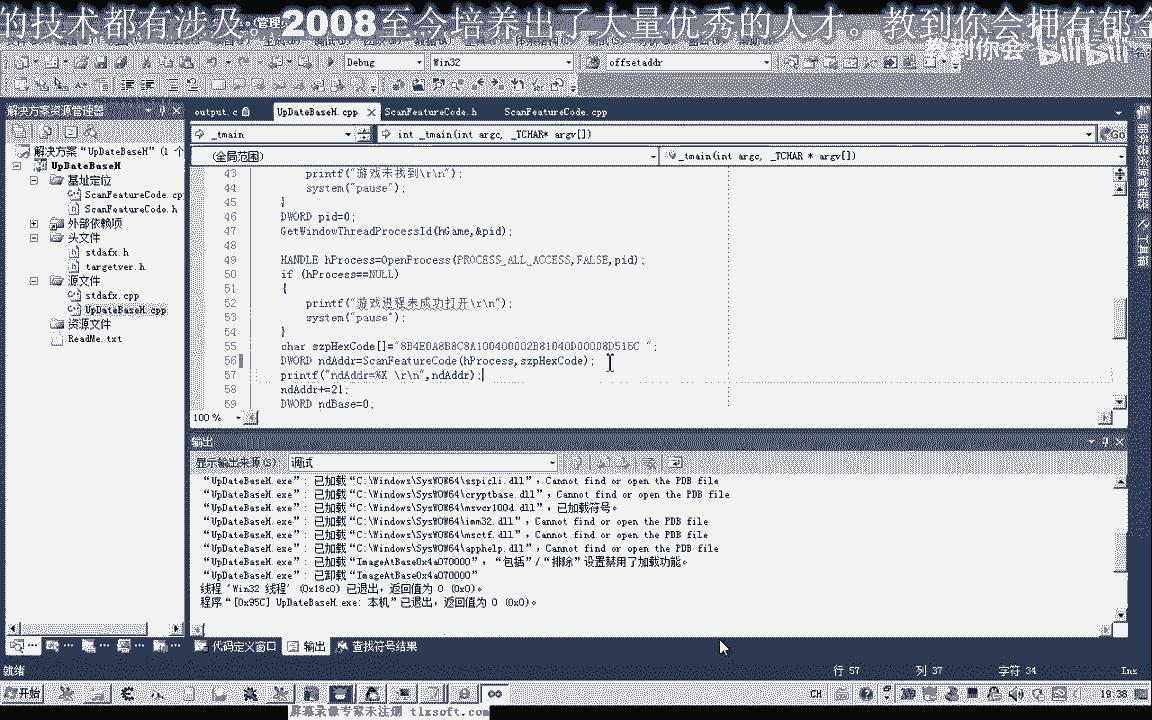 的技术都有涉及。2008至今培养出了大量优秀的人才。教到你会拥有郁金
教到你会 bilibili
Debug Win32 offsetaddr
解决方案资源管理器
output.c UpDateBaseH.cpp ScanFeatureCode.h ScanFeatureCode.cpp
_tmain int _tmain(int argc, _TCHAR* argv[]) Go
(全局范围) _tmain(int argc, _TCHAR * argv[])
解决方案“UpDateBaseH”(1 个
UpDateBaseH
基址定位
ScanFeatureCode.cp
ScanFeatureCode.h
外部依赖项
头文件
stdafx.h
targetver.h
源文件
stdafx.cpp
UpDateBaseH.cpp
资源文件
ReadMe.txt
43 printf("游戏未找到\r\n");
44 system("pause");
45 }
46 DWORD pid=0;
47 GetWindowThreadProcessId(hGame,&pid);
48
49 HANDLE hProcess=OpenProcess(PROCESS_ALL_ACCESS,FALSE,pid);
50 if (hProcess==NULL)
51 {
52 printf("游戏进程未成功打开\r\n");
53 system("pause");
54 }
55 char szpHexCode[]="8B4E0A8B8C8A100400002B81040D00008D516C ";
56 DWORD ndAddr=ScanFeatureCode(hProcess,szpHexCode);
57 printf("ndAddr=%X \r\n",ndAddr);
58 ndAddr+=21;
59 DWORD ndBase=0;
100 %
输出
显示输出来源(S): 调试
“UpDateBaseH.exe”: 已加载“C:\Windows\SysWOW64\sspicli.dll”，Cannot find or open the PDB file
“UpDateBaseH.exe”: 已加载“C:\Windows\SysWOW64\cryptbase.dll”，Cannot find or open the PDB file
“UpDateBaseH.exe”: 已加载“C:\Windows\SysWOW64\msvcr100d.dll”，已加载符号。
“UpDateBaseH.exe”: 已加载“C:\Windows\SysWOW64\imm32.dll”，Cannot find or open the PDB file
“UpDateBaseH.exe”: 已加载“C:\Windows\SysWOW64\msctf.dll”，Cannot find or open the PDB file
“UpDateBaseH.exe”: 已加载“C:\Windows\SysWOW64\apphelp.dll”，Cannot find or open the PDB file
“UpDateBaseH.exe”: 已加载“ImageAtBase0x4a070000”，“包括”/“排除”设置禁用了加载功能。
“UpDateBaseH.exe”: 已卸载“ImageAtBase0x4a070000”
线程 'Win32 线程' (0x18c0) 已退出，返回值为 0 (0x0)。
程序“[0x95C] UpDateBaseH.exe: 本机”已退出，返回值为 0 (0x0)。
代码定义窗口 输出 查找符号结果
就绪 行 57 列 37 字符 34 Ins
开始 CH 19:38
屏幕录像专家未注册 tlxsoft.com